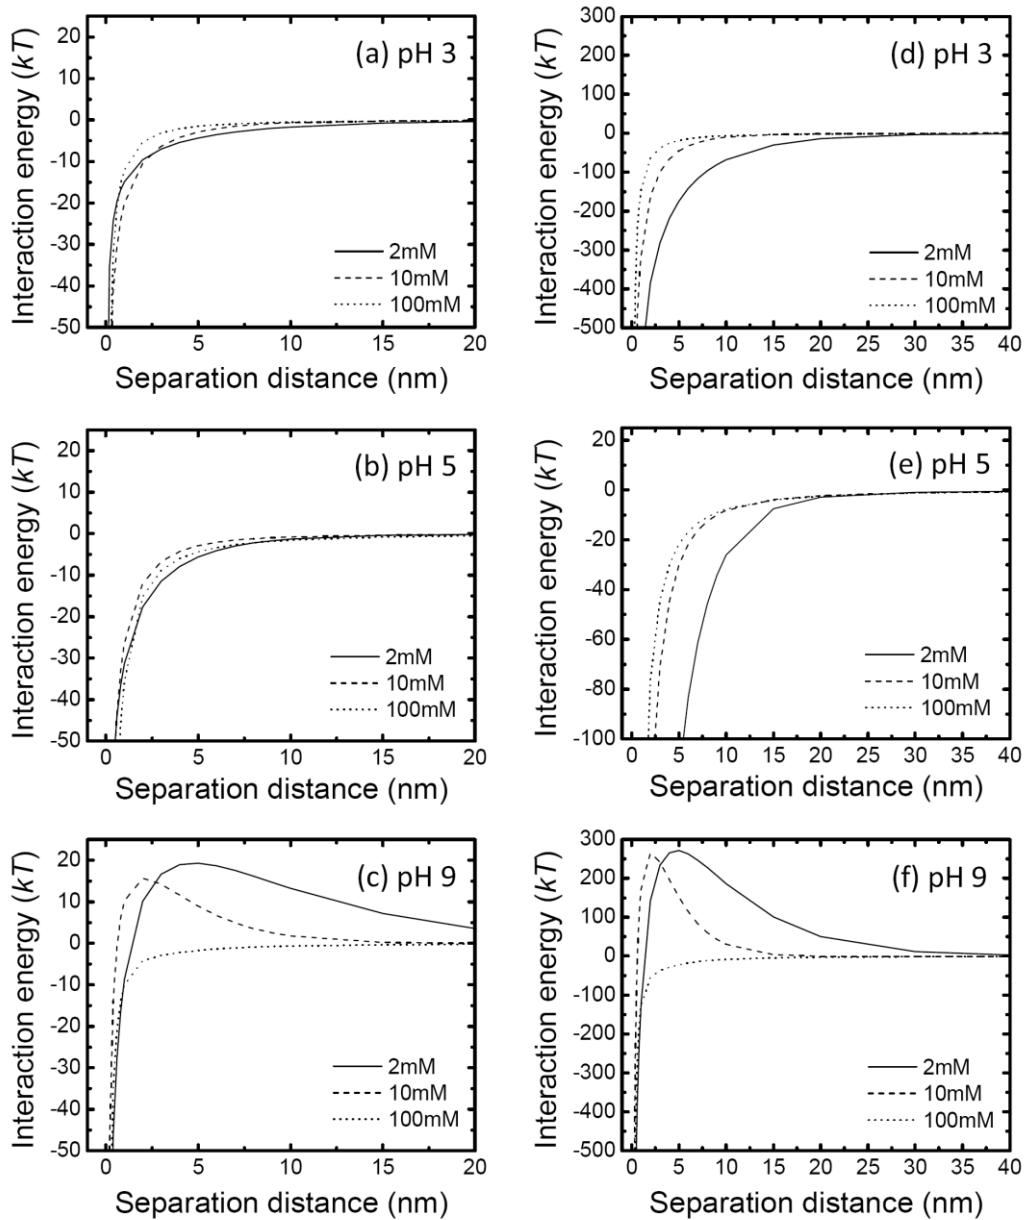 (a) pH 3
Interaction energy (kT)
20
10
0
-10
-20
-30
-40
-50
2mM
10mM
100mM
0 5 10 15 20
Separation distance (nm)
(d) pH 3
Interaction energy (kT)
300
200
100
0
-100
-200
-300
-400
-500
2mM
10mM
100mM
0 5 10 15 20 25 30 35 40
Separation distance (nm)
(b) pH 5
Interaction energy (kT)
20
10
0
-10
-20
-30
-40
-50
2mM
10mM
100mM
0 5 10 15 20
Separation distance (nm)
(e) pH 5
Interaction energy (kT)
20
0
-20
-40
-60
-80
-100
2mM
10mM
100mM
0 5 10 15 20 25 30 35 40
Separation distance (nm)
(c) pH 9
Interaction energy (kT)
20
10
0
-10
-20
-30
-40
-50
2mM
10mM
100mM
0 5 10 15 20
Separation distance (nm)
(f) pH 9
Interaction energy (kT)
300
200
100
0
-100
-200
-300
-400
-500
2mM
10mM
100mM
0 5 10 15 20 25 30 35 40
Separation distance (nm)